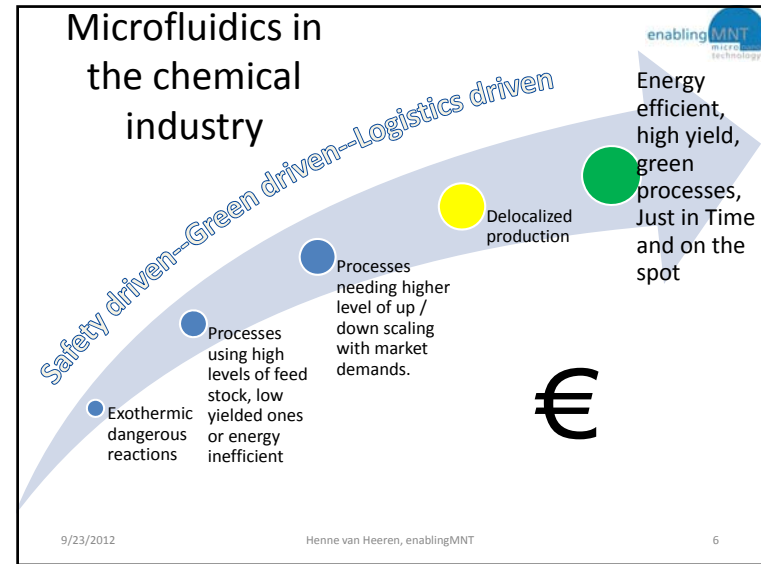 Microfluidics in
the chemical
industry
enabling MNT
micro nano
technology
Safety driven--Green driven--Logistics driven
Energy
efficient,
high yield,
green
processes,
Just in Time
and on the
spot
Delocalized
production
Processes
needing higher
level of up /
down scaling
with market
demands.
Processes
using high
levels of feed
stock, low
yielded ones
or energy
inefficient
Exothermic
dangerous
reactions
€
9/23/2012
Henne van Heeren, enablingMNT
6